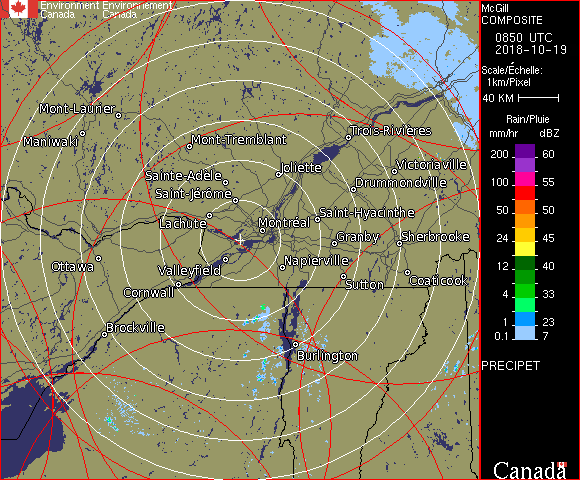 Environment Environnement
Canada Canada
McGill
COMPOSITE
0850 UTC
2018-10-19
Scale/Échelle:
1km/Pixel
40 KM
Rain/Pluie
mm/hr dBZ
200 60
150 55
100 55
50 50
24 45
12 40
4 33
1 23
0.1 7
PRECIPET
Canada
Mont-Laurier
Maniwaki
Mont-Tremblant
Trois-Rivières
Sainte-Adèle
Joliette
Victoriaville
Saint-Jérôme
Drummondville
Lachute
Montréal
Saint-Hyacinthe
Granby
Sherbrooke
Ottawa
Valleyfield
Napierville
Cornwall
Sutton
Coaticook
Brockville
Burlington